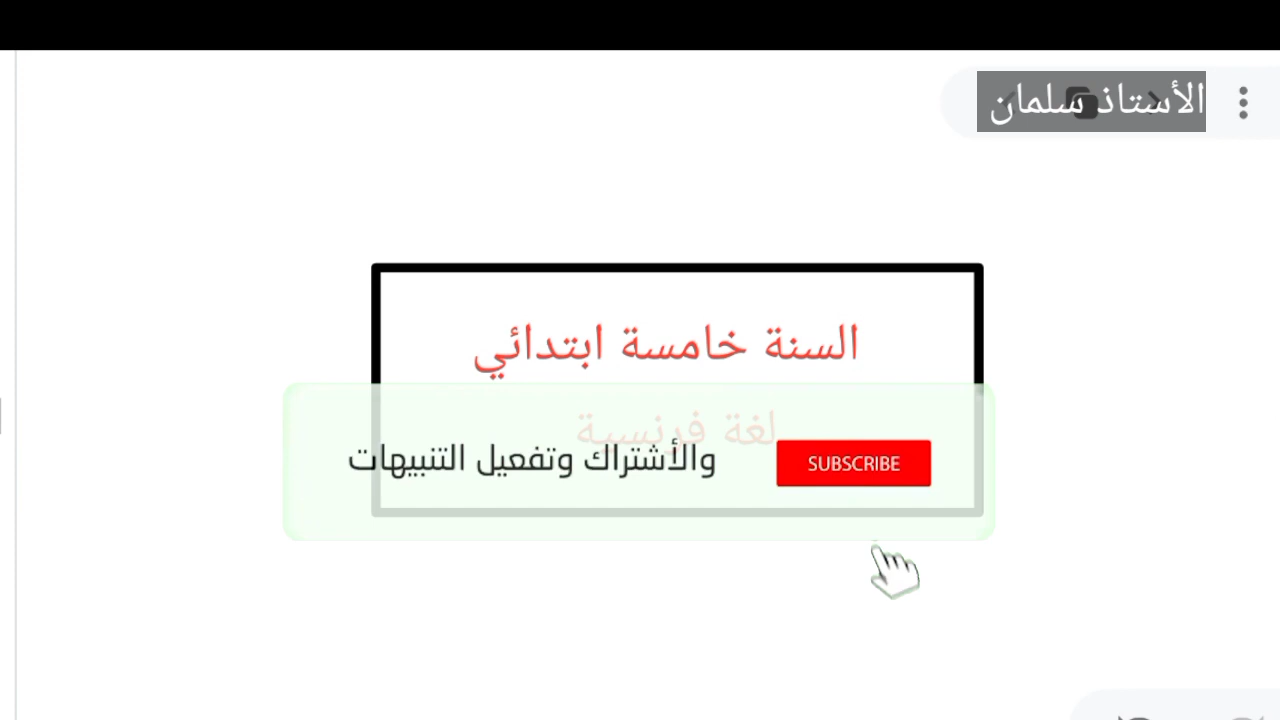 الأستاذ سلمان
السنة خامسة ابتدائي
لغة فرنسية
والأشتراك وتفعيل التنبيهات
SUBSCRIBE